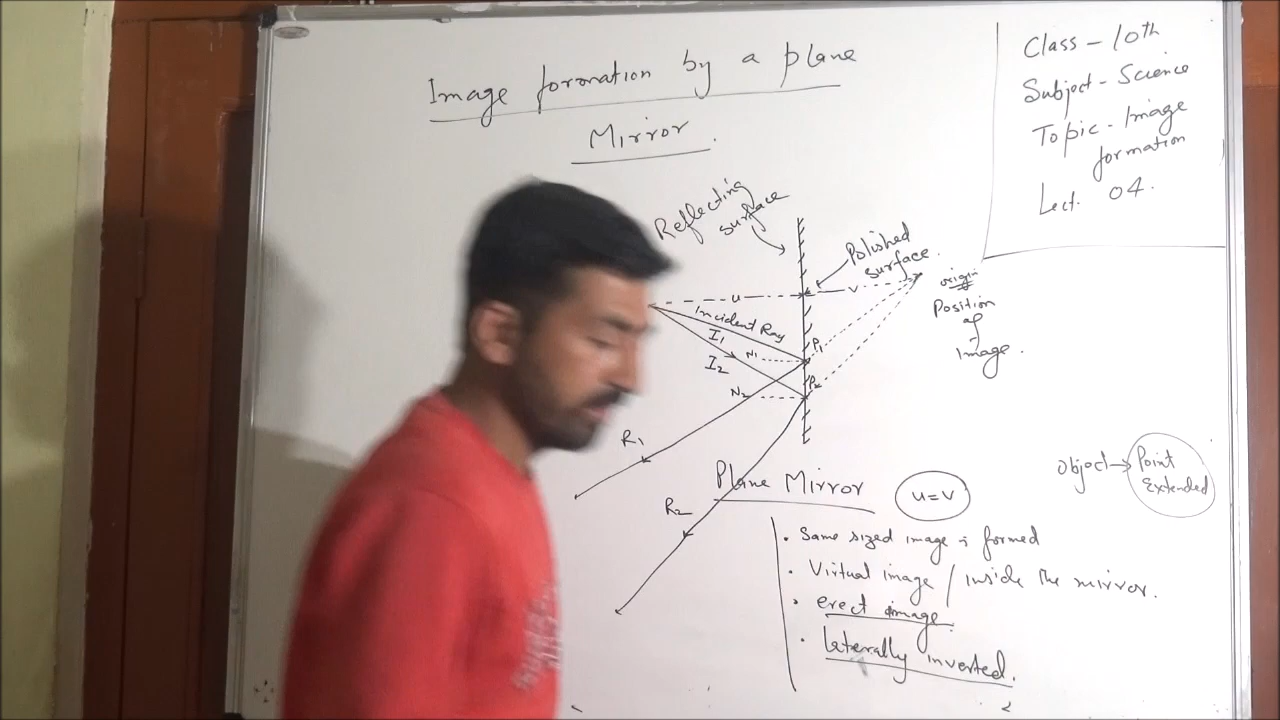 Image formation by a plane
Mirror.
Class - 10th
Subject - Science
Topic - Image
formation
Lect. 04.
Reflecting
surface
Polished
surface.
origin
Position
of
image.
u
v
Incident Ray
I1
I2
N1
N2
P1
P2
R1
R2
Plane Mirror
u=v
Object → Point
Extended
• Same sized image is formed
• Virtual image / inside the mirror.
• erect image.
• laterally inverted.